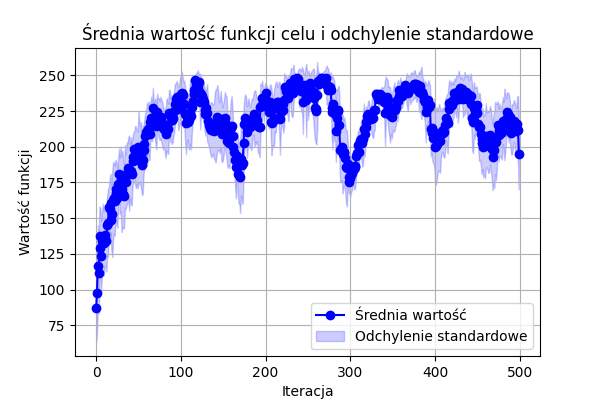 Średnia wartość funkcji celu i odchylenie standardowe
250
225
200
175
150
125
100
75
Wartość funkcji
Średnia wartość
Odchylenie standardowe
0 100 200 300 400 500
Iteracja